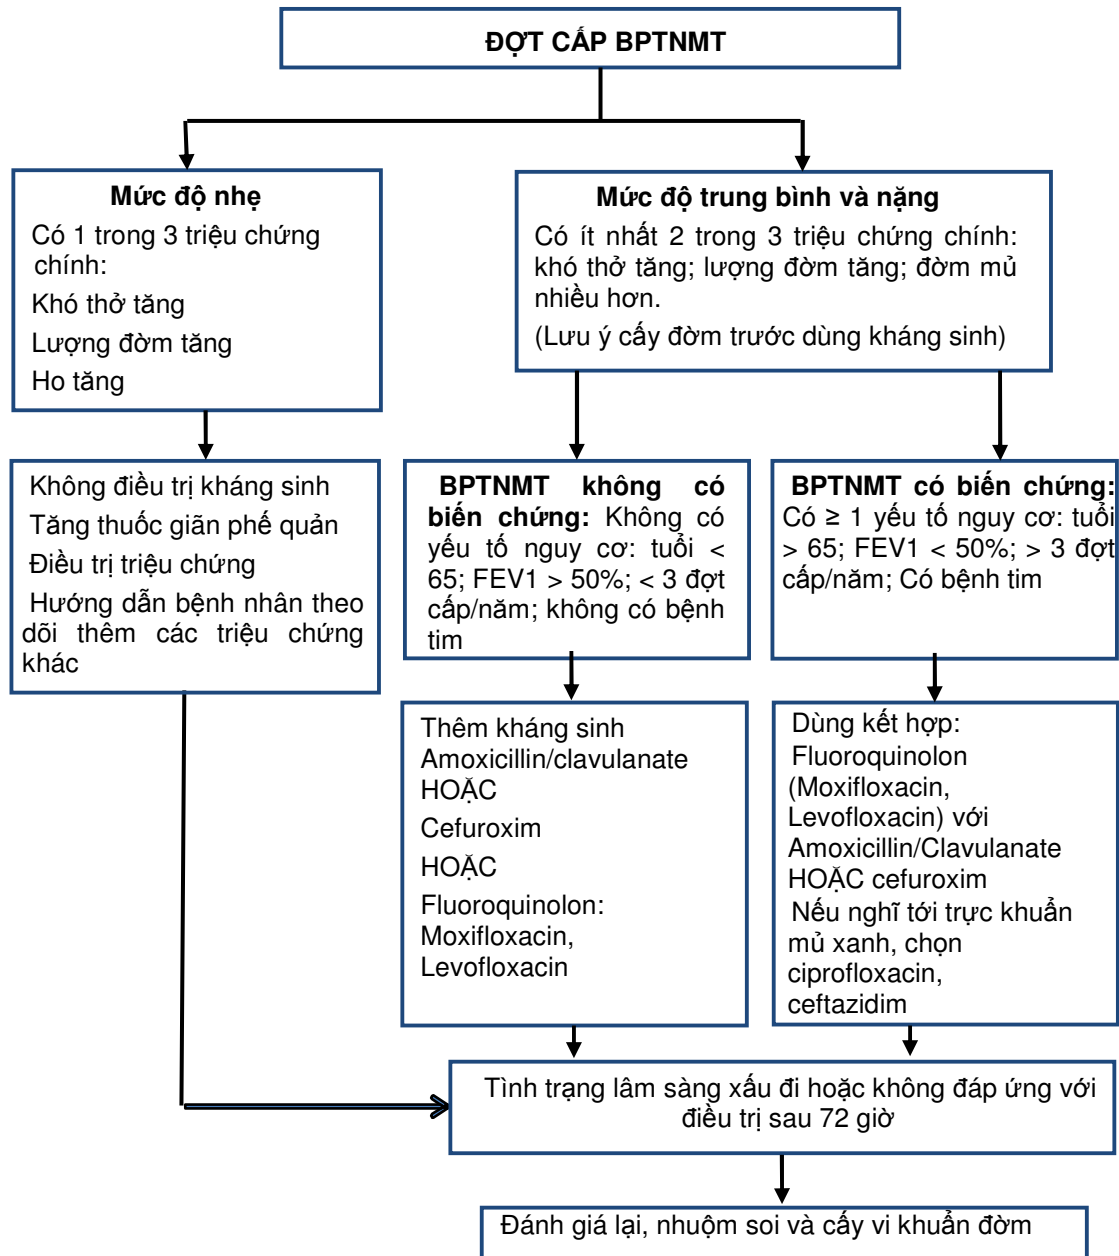 ĐỢT CẤP BPTNMT
Mức độ nhẹ
Có 1 trong 3 triệu chứng
chính:
Khó thở tăng
Lượng đờm tăng
Ho tăng
Mức độ trung bình và nặng
Có ít nhất 2 trong 3 triệu chứng chính:
khó thở tăng; lượng đờm tăng; đờm mủ
nhiều hơn.
(Lưu ý cấy đờm trước dùng kháng sinh)
Không điều trị kháng sinh
Tăng thuốc giãn phế quản
Điều trị triệu chứng
Hướng dẫn bệnh nhân theo
dõi thêm các triệu chứng
khác
BPTNMT không có
biến chứng: Không có
yếu tố nguy cơ: tuổi <
65; FEV1 > 50%; < 3 đợt
cấp/năm; không có bệnh
tim
BPTNMT có biến chứng:
Có ≥ 1 yếu tố nguy cơ: tuổi
> 65; FEV1 < 50%; > 3 đợt
cấp/năm; Có bệnh tim
Thêm kháng sinh
Amoxicillin/clavulanate
HOẶC
Cefuroxim
HOẶC
Fluoroquinolon:
Moxifloxacin,
Levofloxacin
Dùng kết hợp:
Fluoroquinolon
(Moxifloxacin,
Levofloxacin) với
Amoxicillin/Clavulanate
HOẶC cefuroxim
Nếu nghĩ tới trực khuẩn
mủ xanh, chọn
ciprofloxacin,
ceftazidim
Tình trạng lâm sàng xấu đi hoặc không đáp ứng với
điều trị sau 72 giờ
Đánh giá lại, nhuộm soi và cấy vi khuẩn đờm